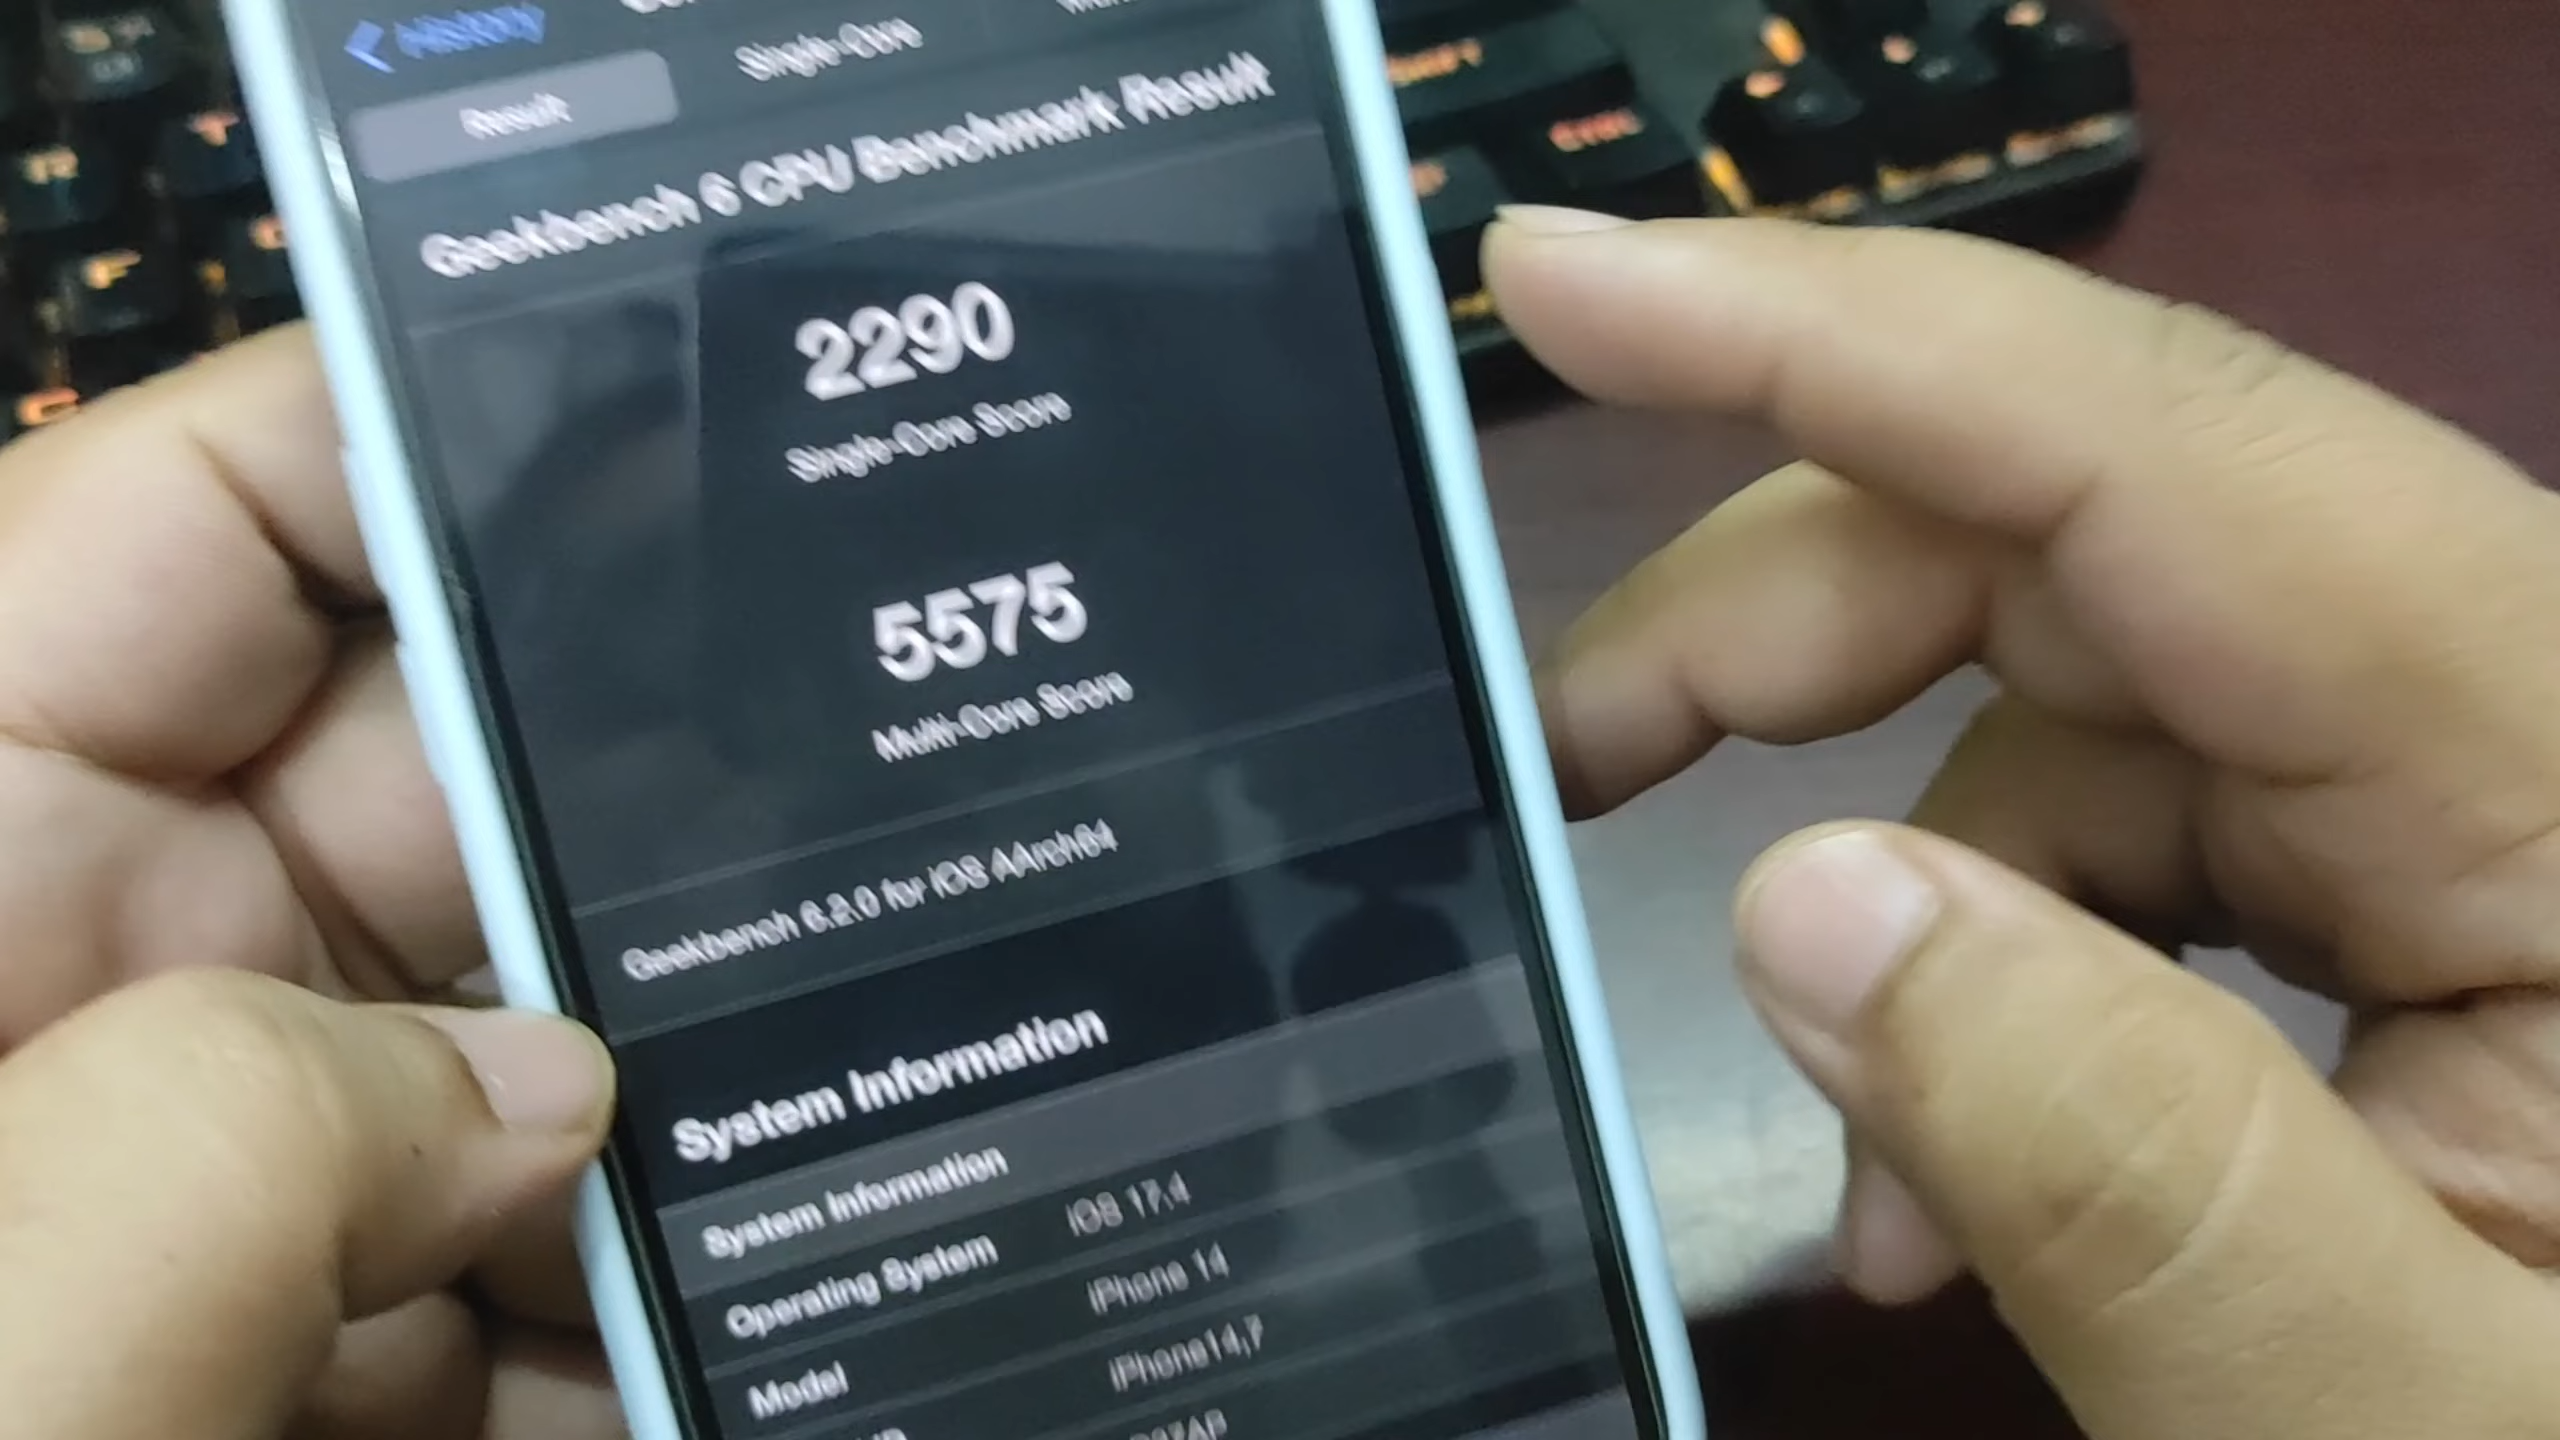 History
Result
Single-Core
Geekbench 6 CPU Benchmark Result
2290
Single-Core Score
5575
Multi-Core Score
Geekbench 6.2.0 for iOS AArch64
System Information
System Information
Operating System iOS 17.4
Model iPhone 14
iPhone14,7
R
T
F